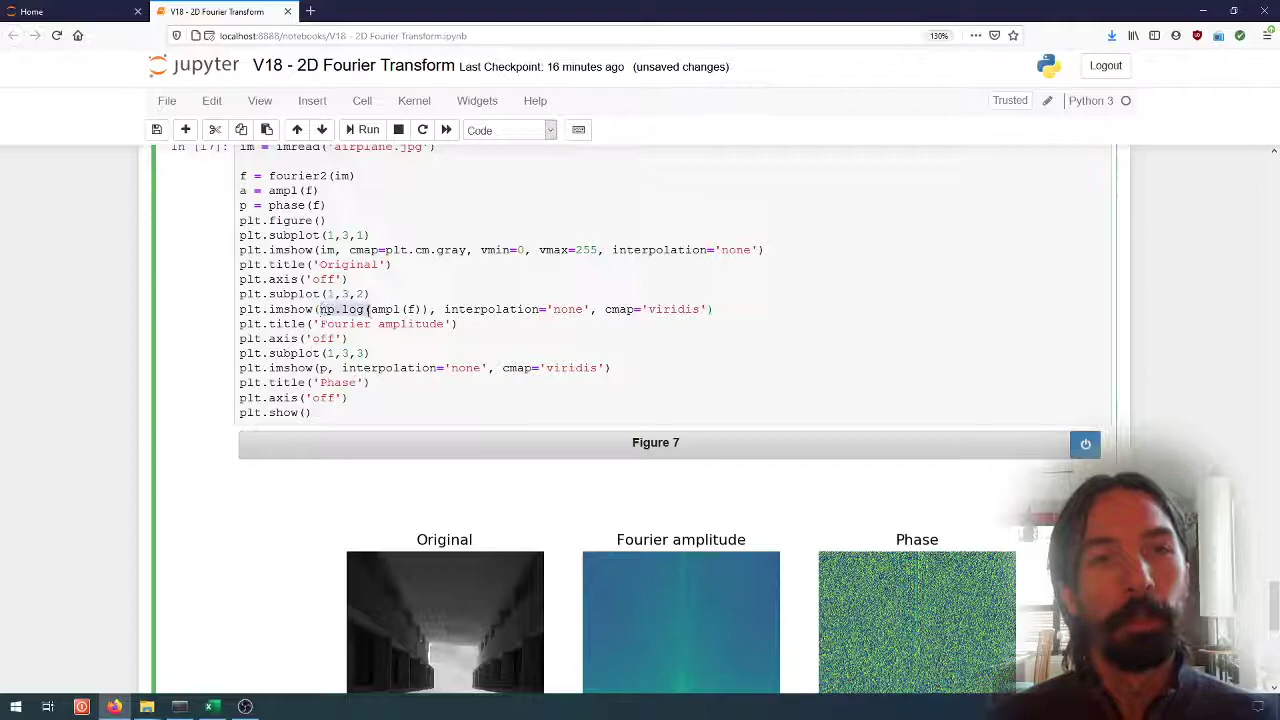 Home
V18 - 2D Fourier Transform
localhost:8888/notebooks/V18 - 2D Fourier Transform.ipynb
130%
jupyter V18 - 2D Fourier Transform Last Checkpoint: 16 minutes ago (unsaved changes)
Logout
File Edit View Insert Cell Kernel Widgets Help
Trusted
Python 3
Run
Code
In [17]: im = imread('airplane.jpg')
f = fourier2(im)
a = ampl(f)
p = phase(f)
plt.figure()
plt.subplot(1,3,1)
plt.imshow(im, cmap=plt.cm.gray, vmin=0, vmax=255, interpolation='none')
plt.title('Original')
plt.axis('off')
plt.subplot(1,3,2)
plt.imshow(np.log(ampl(f)), interpolation='none', cmap='viridis')
plt.title('Fourier amplitude')
plt.axis('off')
plt.subplot(1,3,3)
plt.imshow(p, interpolation='none', cmap='viridis')
plt.title('Phase')
plt.axis('off')
plt.show()
Figure 7
Original
Fourier amplitude
Phase